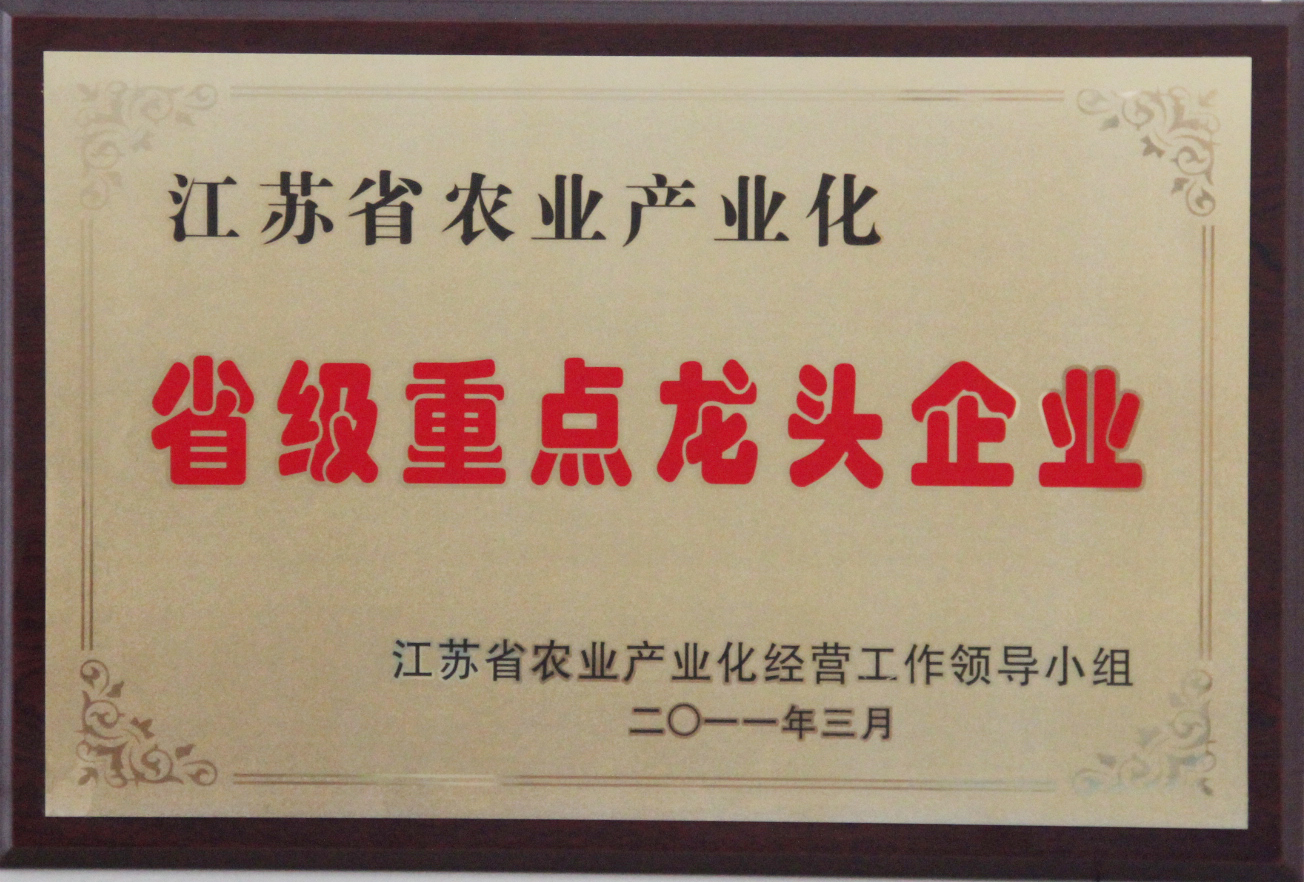 江苏省农业产业化
省级重点龙头企业
江苏省农业产业化经营工作领导小组
二〇一一年三月